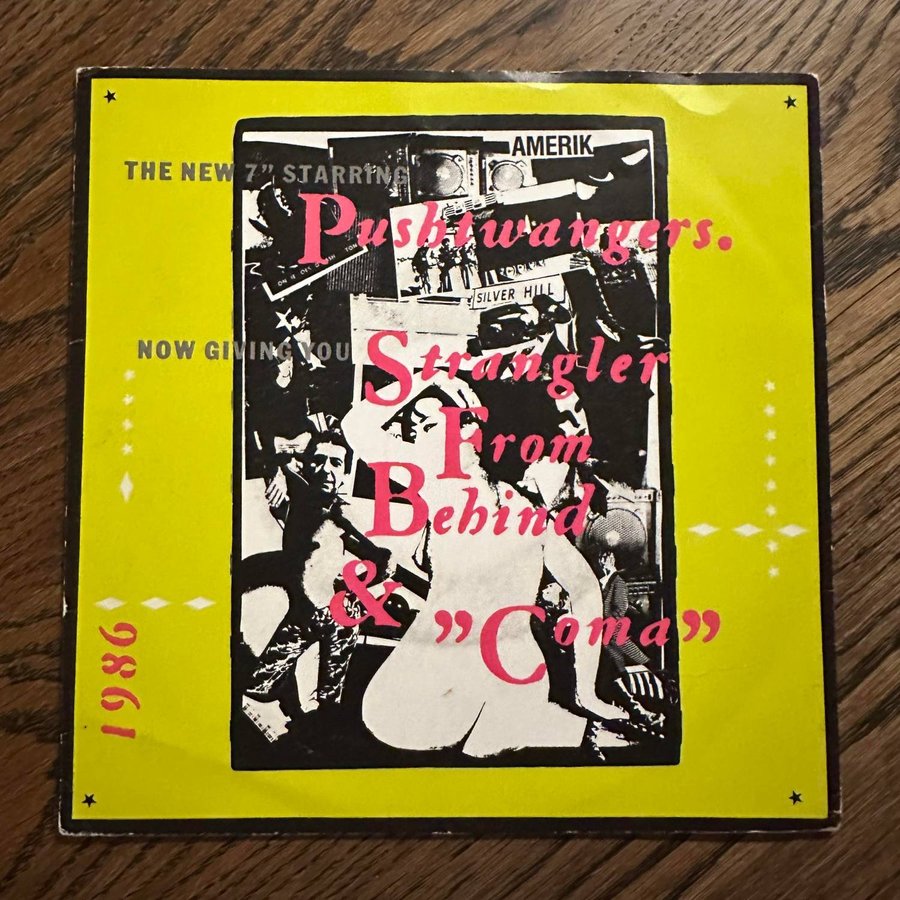 AMERIK
THE NEW 7" STARRING
Pushtwangers.
SILVER HILL
NOW GIVING YOU
Strangler
From
Behind
& "Coma"
1986